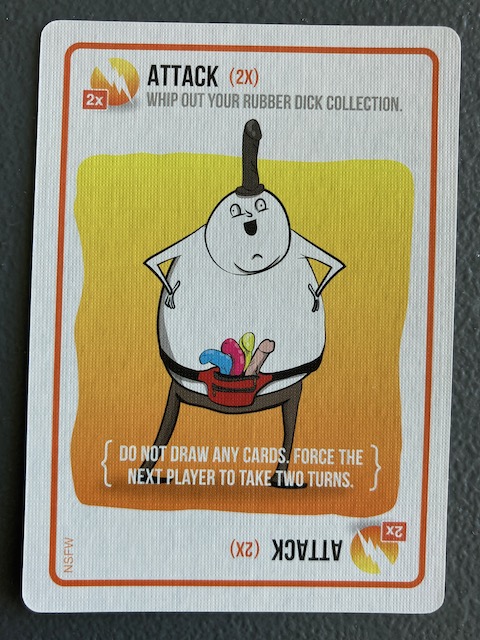 ATTACK (2X)
2x
WHIP OUT YOUR RUBBER DICK COLLECTION.
DO NOT DRAW ANY CARDS. FORCE THE
NEXT PLAYER TO TAKE TWO TURNS.
NSFW
ATTACK (2X)
2x